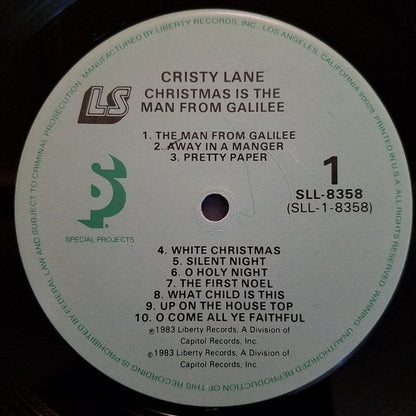 MANUFACTURED BY LIBERTY RECORDS, INC., LOS ANGELES, CALIFORNIA 90028. PRINTED IN U.S.A.
LS
CRISTY LANE
CHRISTMAS IS THE
MAN FROM GALILEE
1. THE MAN FROM GALILEE
2. AWAY IN A MANGER
3. PRETTY PAPER
1
SLL-8358
(SLL-1-8358)
SPECIAL PROJECTS
4. WHITE CHRISTMAS
5. SILENT NIGHT
6. O HOLY NIGHT
7. THE FIRST NOEL
8. WHAT CHILD IS THIS
9. UP ON THE HOUSE TOP
10. O COME ALL YE FAITHFUL
℗1983 Liberty Records, A Division of
Capitol Records, Inc.
©1983 Liberty Records, A Division of
Capitol Records, Inc.
ALL RIGHTS RESERVED. WARNING: UNAUTHORIZED REPRODUCTION OF THIS RECORDING IS PROHIBITED BY FEDERAL LAW AND SUBJECT TO CRIMINAL PROSECUTION.